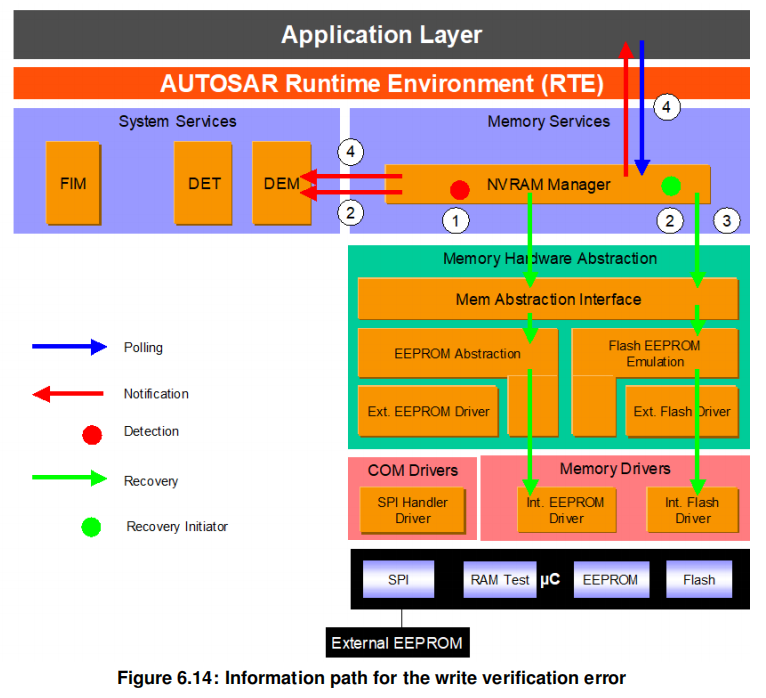 Application Layer
AUTOSAR Runtime Environment (RTE)
4
System Services
Memory Services
4
FIM
DET
DEM
NVRAM Manager
2
1
2
3
Memory Hardware Abstraction
Mem Abstraction Interface
EEPROM Abstraction
Flash EEPROM
Emulation
Ext. EEPROM Driver
Ext. Flash Driver
Polling
Notification
Detection
Recovery
Recovery Initiator
COM Drivers
Memory Drivers
SPI Handler
Driver
Int. EEPROM
Driver
Int. Flash
Driver
SPI
RAM Test
µC
EEPROM
Flash
External EEPROM
Figure 6.14: Information path for the write verification error